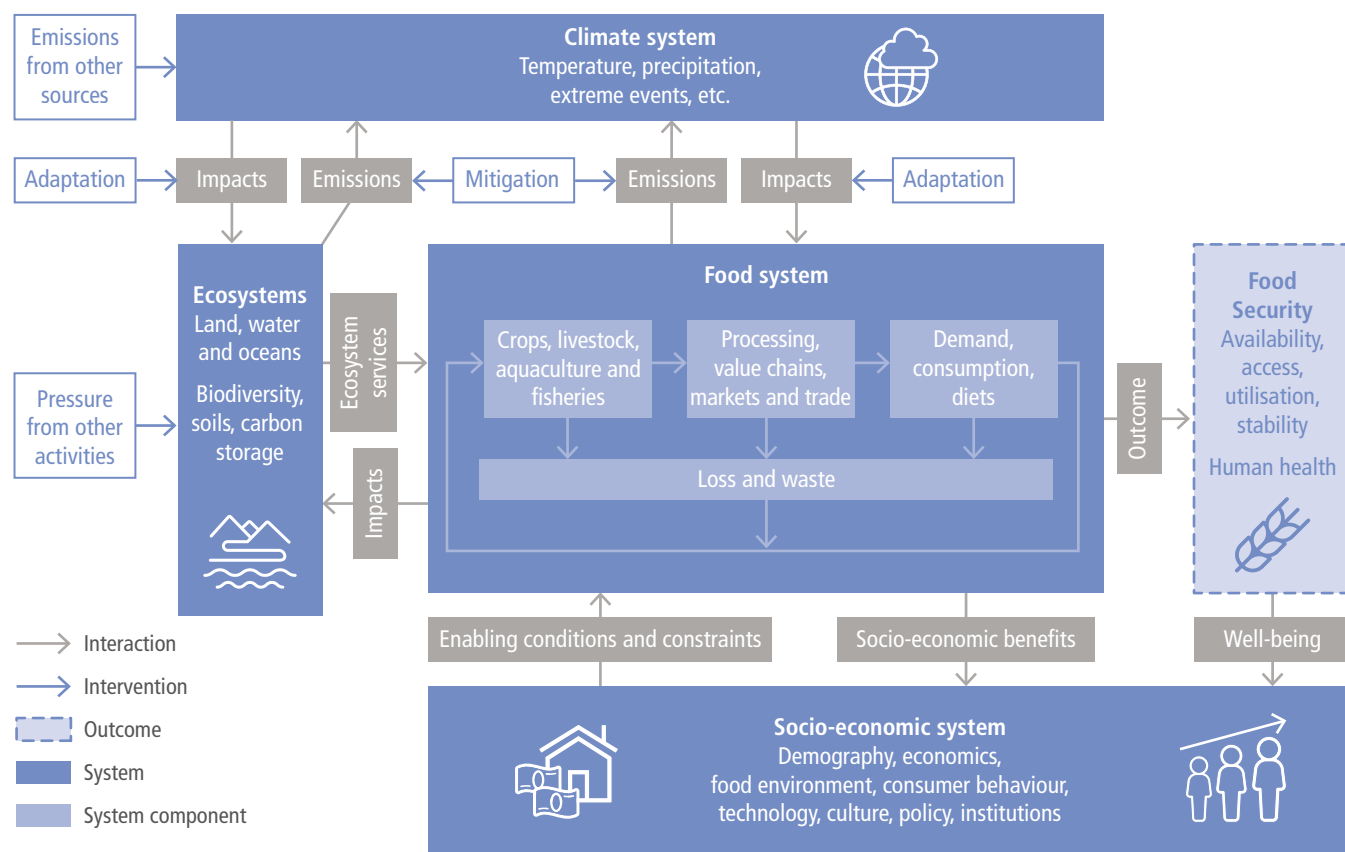 Emissions
from other
sources
Climate system
Temperature, precipitation,
extreme events, etc.
Adaptation
Impacts
Emissions
Mitigation
Emissions
Impacts
Adaptation
Ecosystems
Land, water
and oceans
Biodiversity,
soils, carbon
storage
Pressure
from other
activities
Ecosystem
services
Impacts
Food system
Crops, livestock,
aquaculture and
fisheries
Processing,
value chains,
markets and trade
Demand,
consumption,
diets
Loss and waste
Outcome
Food
Security
Availability,
access,
utilisation,
stability
Human health
Enabling conditions and constraints
Socio-economic benefits
Well-being
Socio-economic system
Demography, economics,
food environment, consumer behaviour,
technology, culture, policy, institutions
Interaction
Intervention
Outcome
System
System component